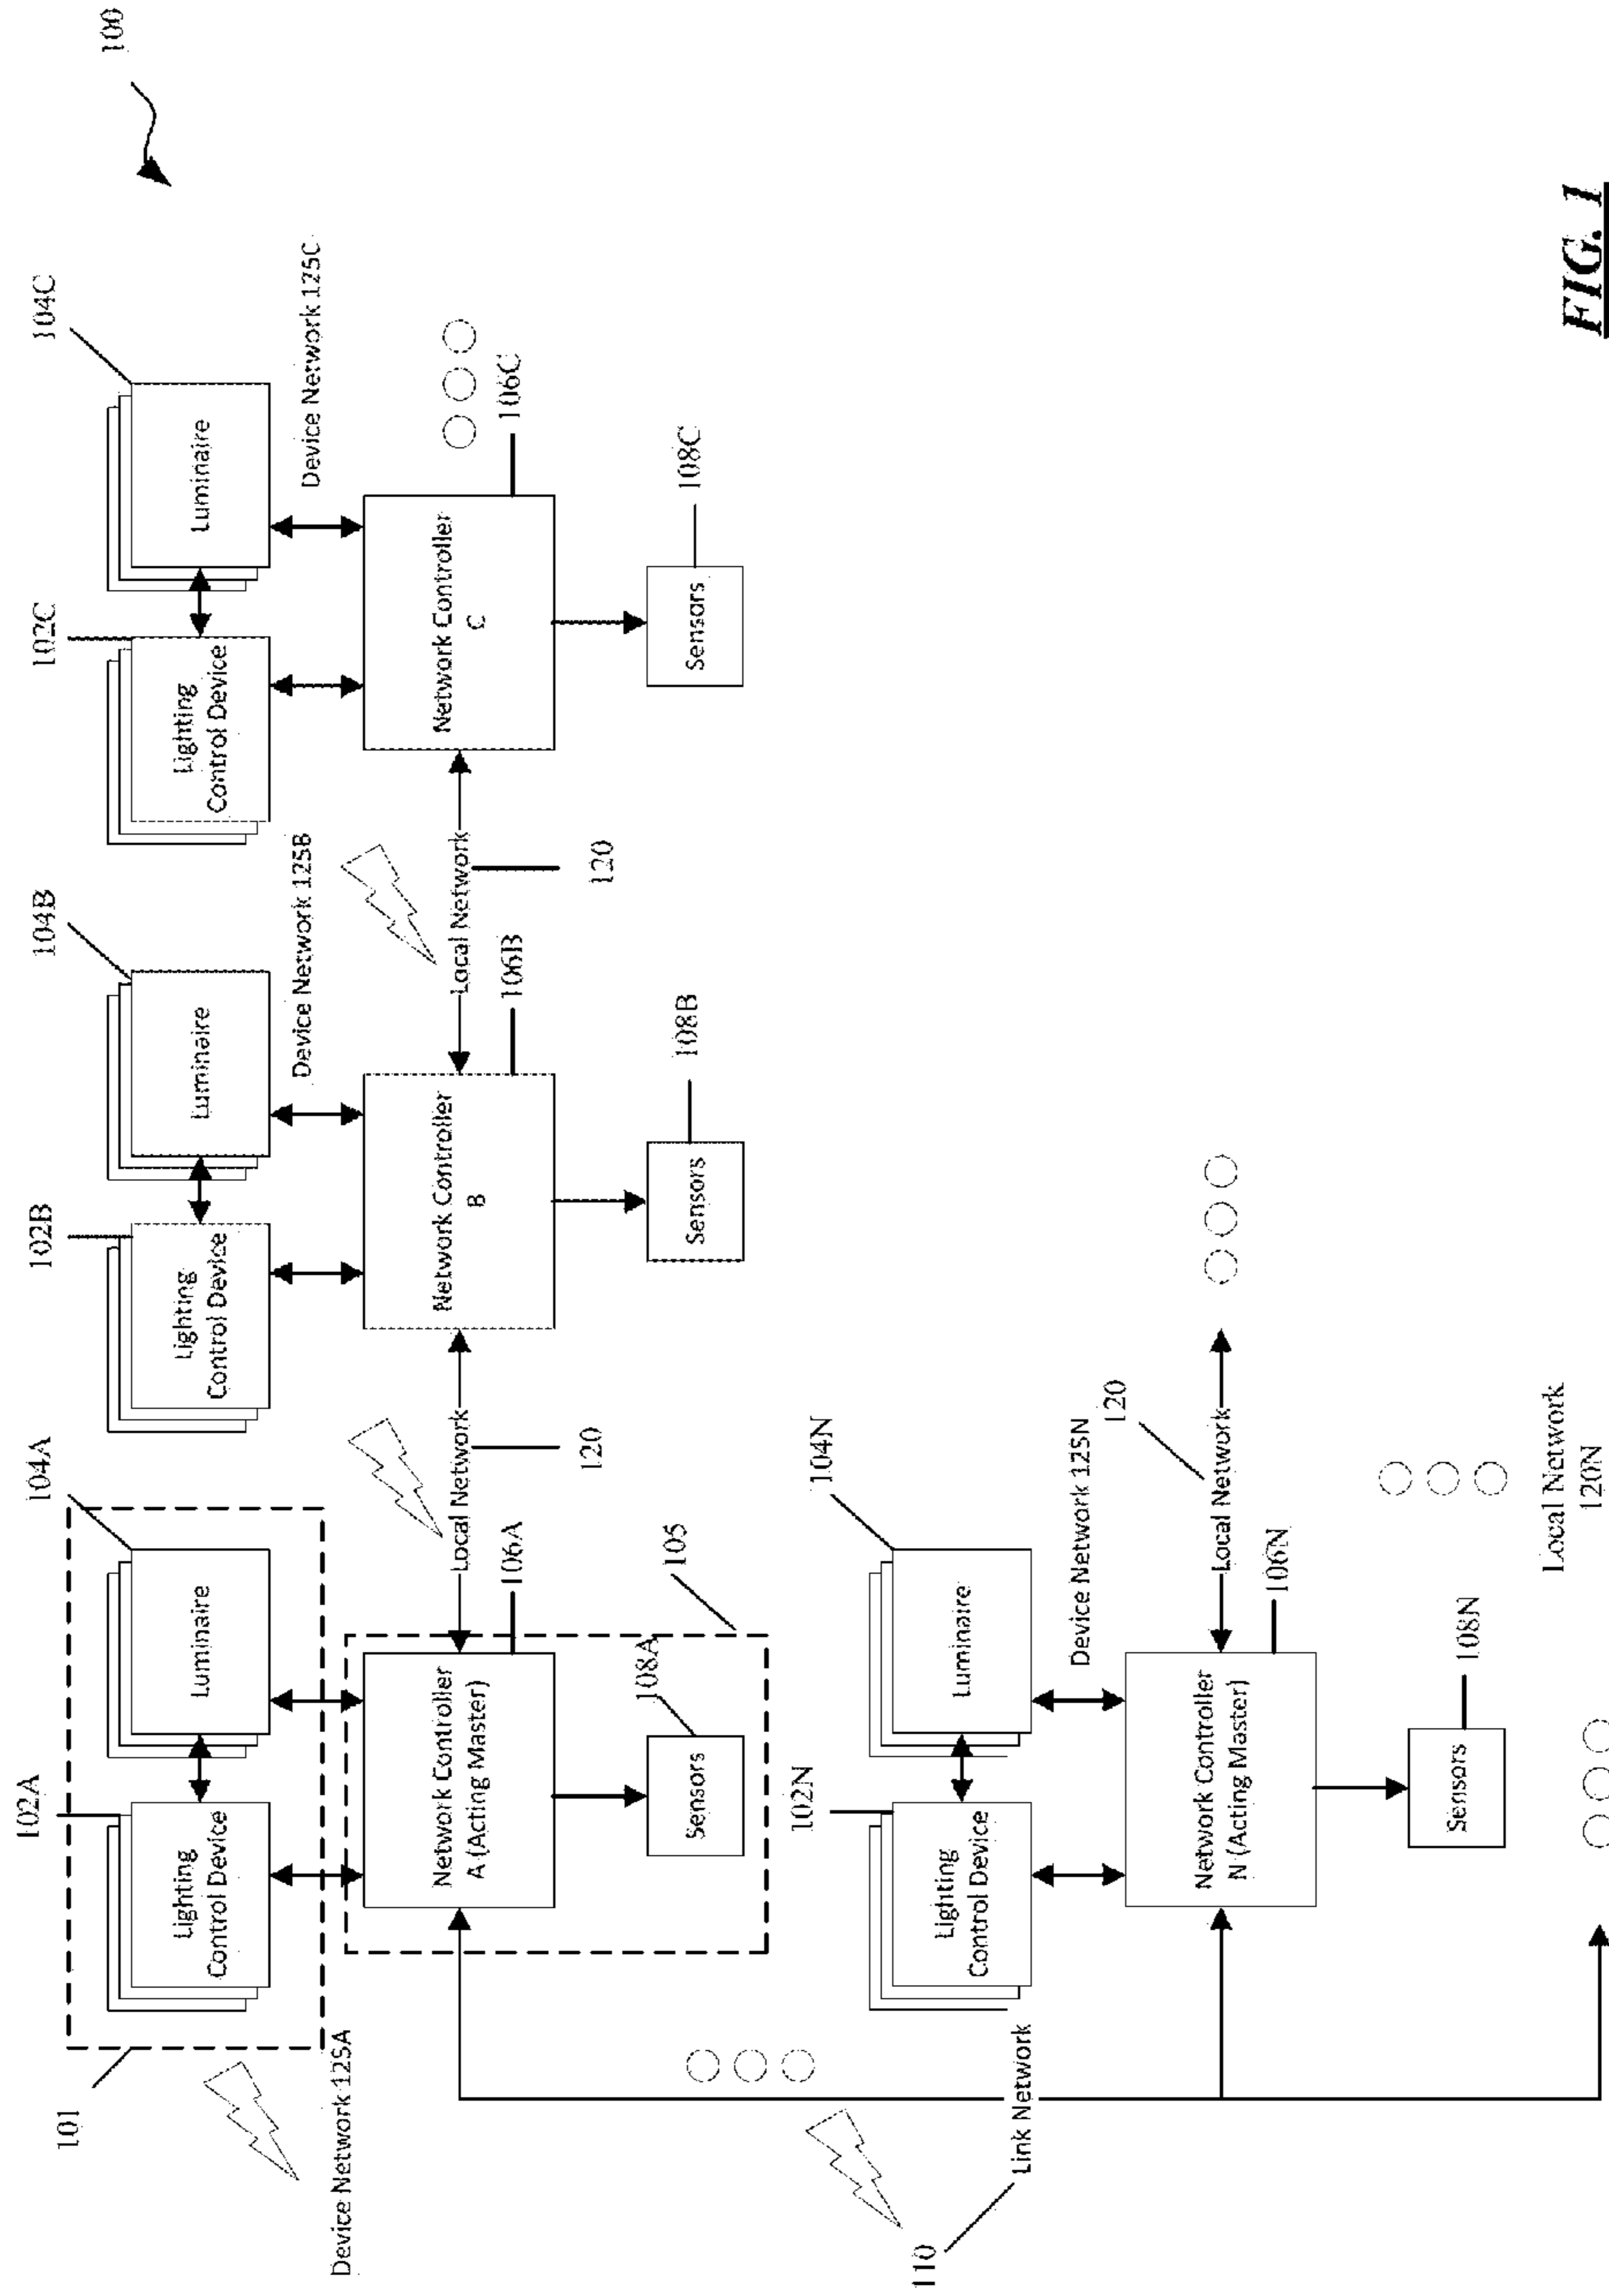 100
102A
104A
102B
104B
102C
104C
101
Lighting
Control Device
Luminaire
Lighting
Control Device
Luminaire
Lighting
Control Device
Luminaire
Device Network 125A
Device Network 125B
Device Network 125C
Network Controller
A (Acting Master)
Local Network
Network Controller
B
Local Network
Network Controller
C
106A
106B
106C
120
120
105
108A
108B
108C
Sensors
Sensors
Sensors
102N
104N
Lighting
Control Device
Luminaire
110
Link Network
Device Network 125N
120
Network Controller
N (Acting Master)
Local Network
106N
Sensors
108N
Local Network
120N
FIG. 1